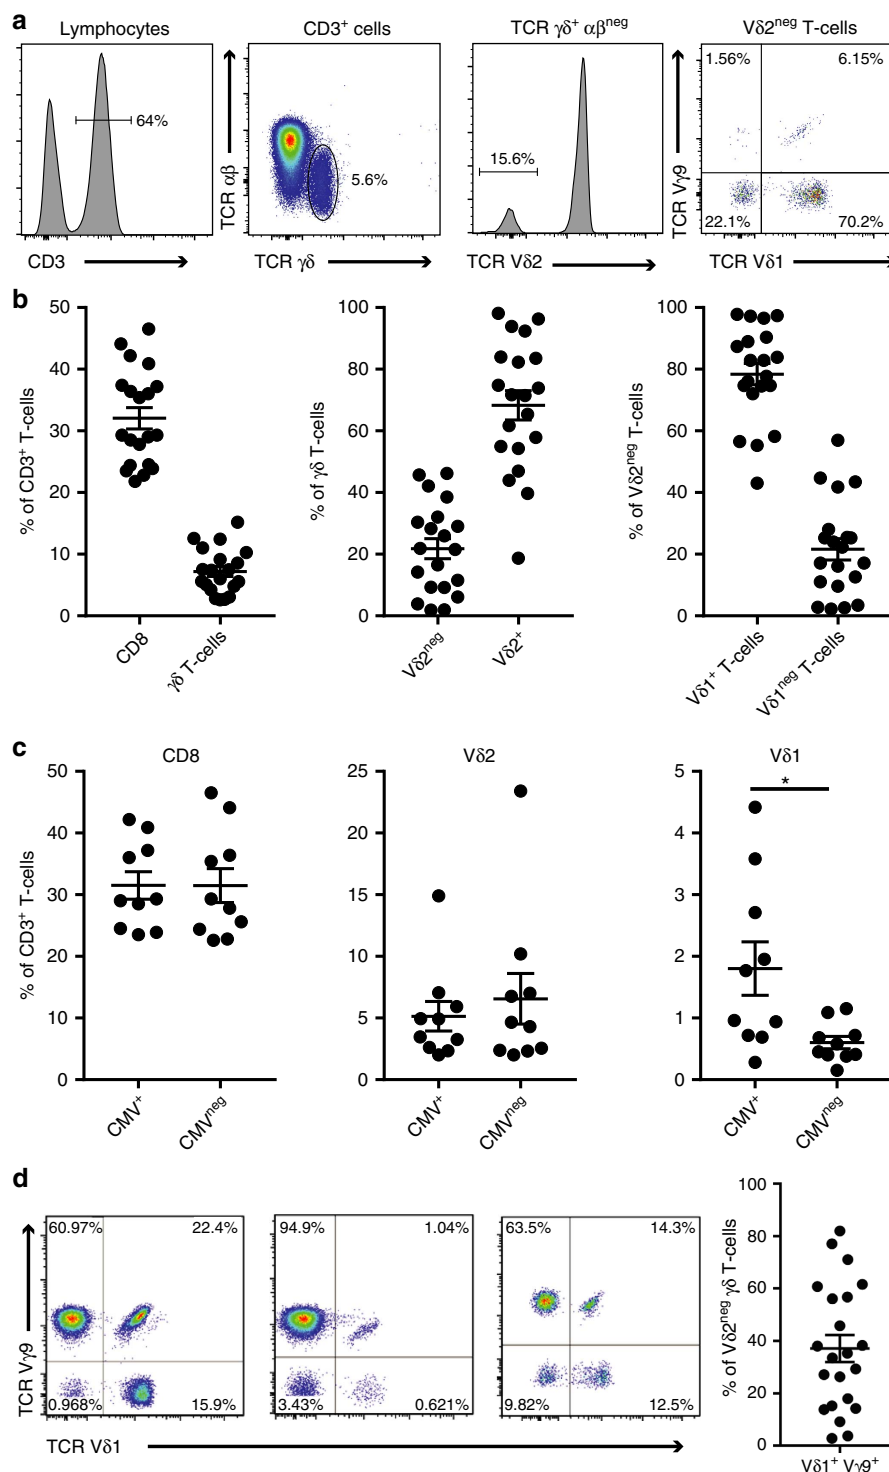 a
Lymphocytes
CD3+ cells
TCR γδ+ αβneg
Vδ2neg T-cells
64%
TCR αβ
5.6%
15.6%
TCR Vγ9
1.56%
6.15%
22.1%
70.2%
CD3
TCR γδ
TCR Vδ2
TCR Vδ1
b
% of CD3+ T-cells
50
40
30
20
10
0
CD8
γδ T-cells
% of γδ T-cells
100
80
60
40
20
0
Vδ2neg
Vδ2+
% of Vδ2neg T-cells
100
80
60
40
20
0
Vδ1+ T-cells
Vδ1neg T-cells
c
CD8
% of CD3+ T-cells
50
40
30
20
10
0
CMV+
CMVneg
Vδ2
25
20
15
10
5
0
CMV+
CMVneg
Vδ1
*
5
4
3
2
1
0
CMV+
CMVneg
d
TCR Vγ9
60.97%
22.4%
0.968%
15.9%
94.9%
1.04%
3.43%
0.621%
63.5%
14.3%
9.82%
12.5%
TCR Vδ1
% of Vδ2neg γδ T-cells
100
80
60
40
20
0
Vδ1+ Vγ9+